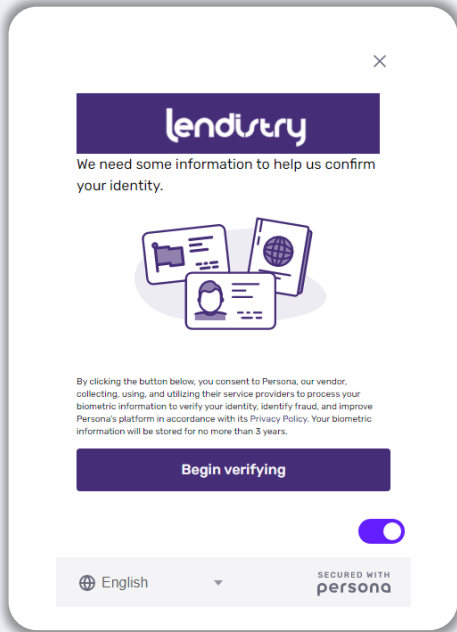 lendistry
We need some information to help us confirm
your identity.
By clicking the button below, you consent to Persona, our vendor,
collecting, using, and utilizing their service providers to process your
biometric information to verify your identity, identify fraud, and improve
Persona's platform in accordance with its Privacy Policy. Your biometric
information will be stored for no more than 3 years.
Begin verifying
English
SECURED WITH
persona